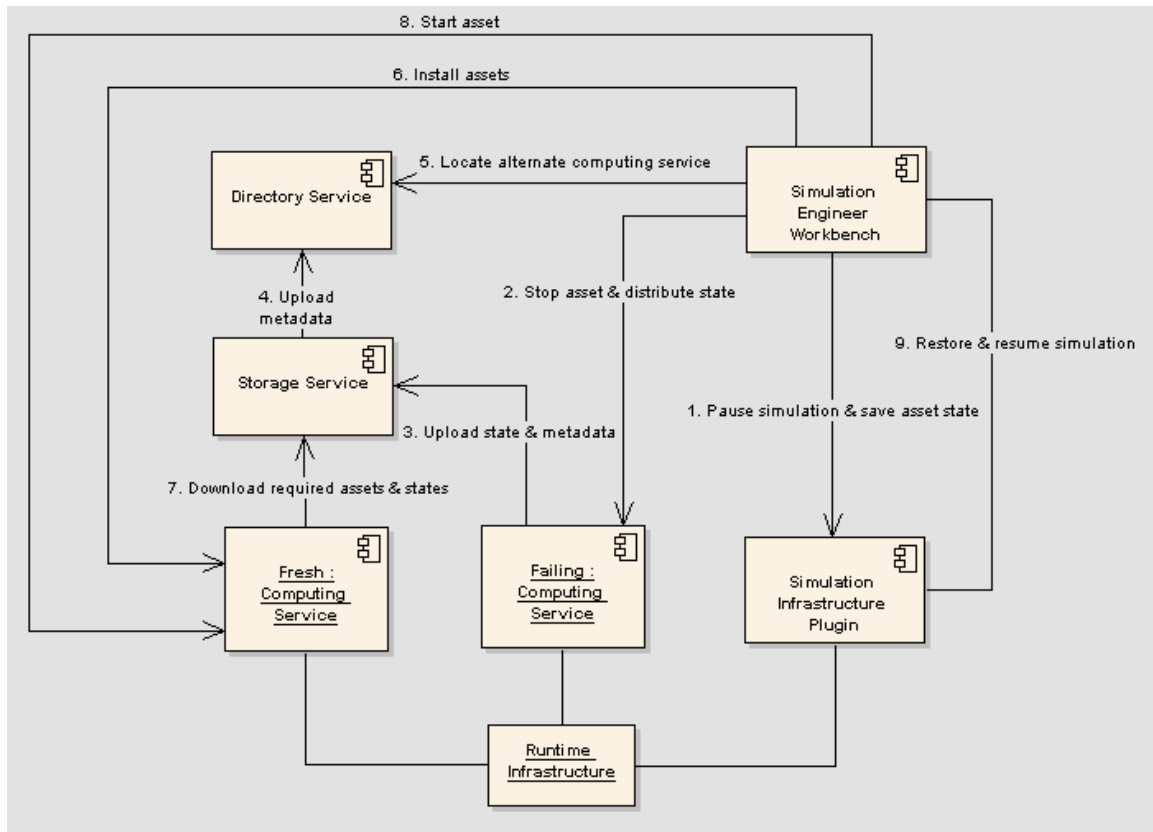 8. Start asset
6. Install assets
5. Locate alternate computing service
Directory Service
Simulation
Engineer
Workbench
4. Upload
metadata
2. Stop asset & distribute state
9. Restore & resume simulation
Storage Service
1. Pause simulation & save asset state
3. Upload state & metadata
7. Download required assets & states
Fresh :
Computing
Service
Failing :
Computing
Service
Simulation
Infrastructure
Plugin
Runtime
Infrastructure